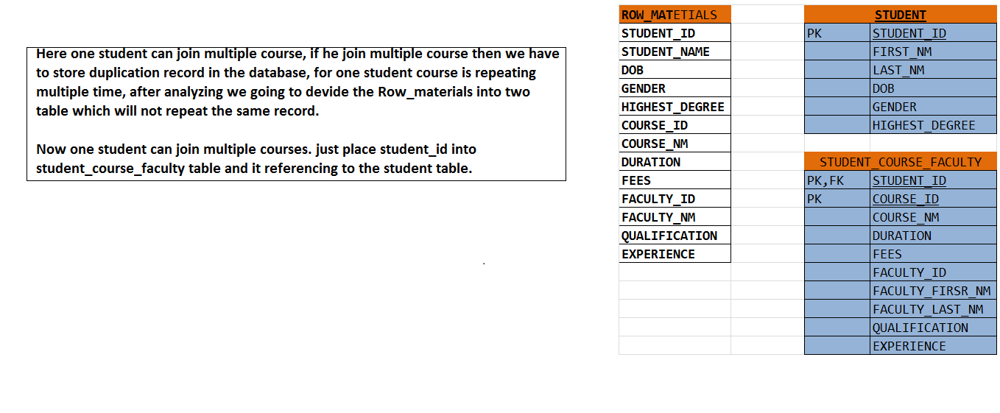 Here one student can join multiple course, if he join multiple course then we have
to store duplication record in the database, for one student course is repeating
multiple time, after analyzing we going to devide the Row_materials into two
table which will not repeat the same record.
Now one student can join multiple courses. just place student_id into
student_course_faculty table and it referencing to the student table.
ROW_MATETIALS
STUDENT_ID
STUDENT_NAME
DOB
GENDER
HIGHEST_DEGREE
COURSE_ID
COURSE_NM
DURATION
FEES
FACULTY_ID
FACULTY_NM
QUALIFICATION
EXPERIENCE
STUDENT
PK STUDENT_ID
FIRST_NM
LAST_NM
DOB
GENDER
HIGHEST_DEGREE
STUDENT_COURSE_FACULTY
PK,FK STUDENT_ID
PK COURSE_ID
COURSE_NM
DURATION
FEES
FACULTY_ID
FACULTY_FIRSR_NM
FACULTY_LAST_NM
QUALIFICATION
EXPERIENCE